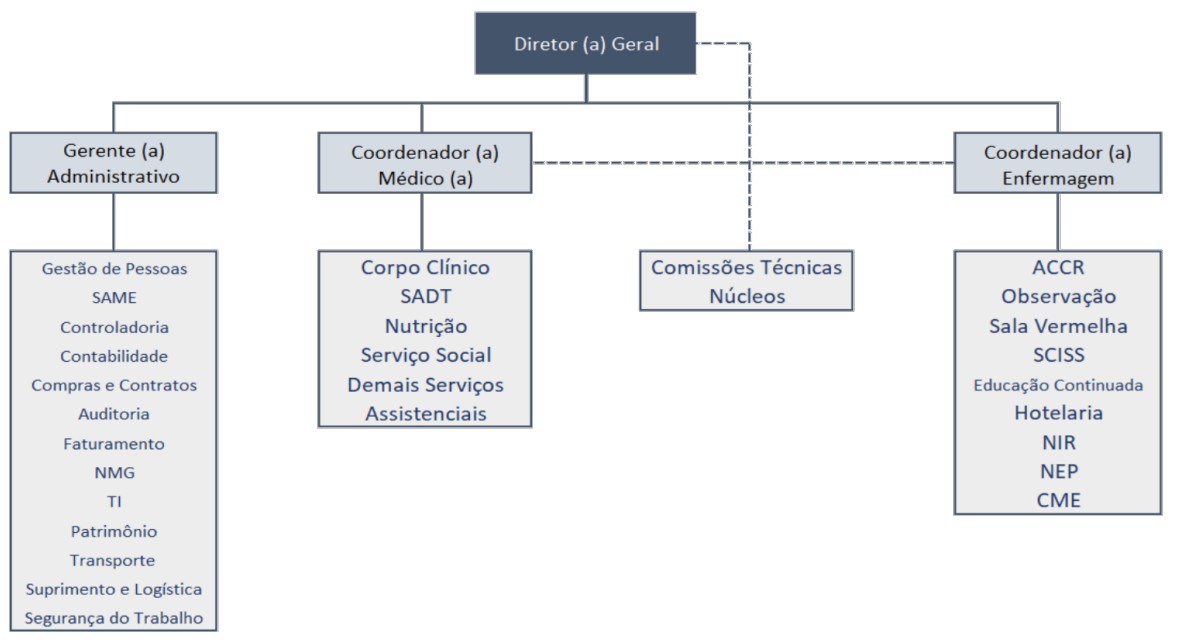 Diretor (a) Geral
Gerente (a)
Administrativo
Coordenador (a)
Médico (a)
Coordenador (a)
Enfermagem
Gestão de Pessoas
SAME
Controladoria
Contabilidade
Compras e Contratos
Auditoria
Faturamento
NMG
TI
Patrimônio
Transporte
Suprimento e Logística
Segurança do Trabalho
Corpo Clínico
SADT
Nutrição
Serviço Social
Demais Serviços
Assistenciais
Comissões Técnicas
Núcleos
ACCR
Observação
Sala Vermelha
SCISS
Educação Continuada
Hotelaria
NIR
NEP
CME